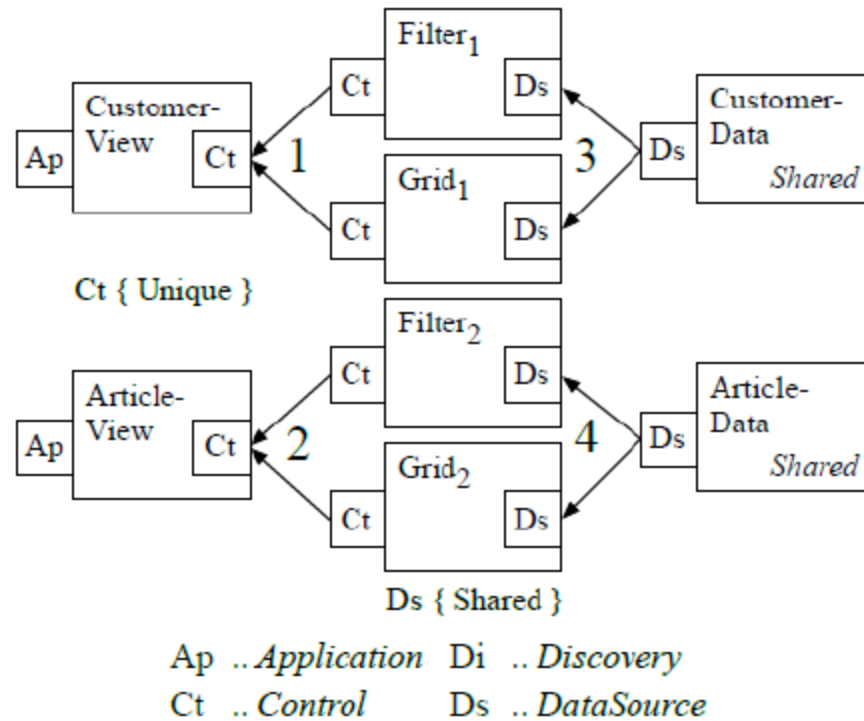 Filter1
Ct
Ds
Customer-
View
Ap
Ct
1
3
Customer-
Data
Ds
Shared
Grid1
Ct
Ds
Ct { Unique }
Filter2
Ct
Ds
Article-
View
Ap
Ct
2
4
Article-
Data
Ds
Shared
Grid2
Ct
Ds
Ds { Shared }
Ap .. Application Di .. Discovery
Ct .. Control Ds .. DataSource